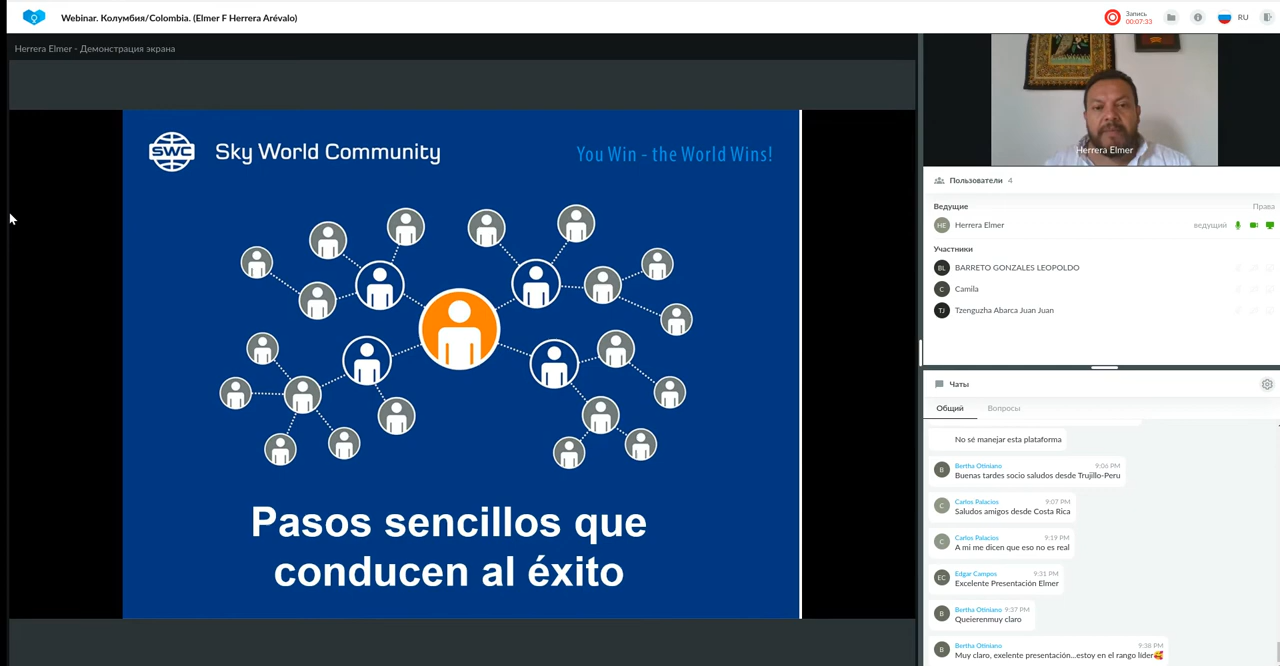 Webinar. Колумбия/Colombia. (Elmer F Herrera Arévalo)
Запись
00:07:33
RU
Herrera Elmer - Демонстрация экрана
SWC
Sky World Community
You Win - the World Wins!
Pasos sencillos que
conducen al éxito
Herrera Elmer
Пользователи 4
Ведущие Права
HE Herrera Elmer ведущий
Участники
BL BARRETO GONZALES LEOPOLDO
C Camila
TJ Tzenguzha Abarca Juan Juan
Чаты
Общий Вопросы
No sé manejar esta plataforma
B Bertha Otiniano 9:06 PM
Buenas tardes socio saludos desde Trujillo-Peru
C Carlos Palacios 9:07 PM
Saludos amigos desde Costa Rica
C Carlos Palacios 9:19 PM
A mi me dicen que eso no es real
EC Edgar Campos 9:31 PM
Excelente Presentación Elmer
B Bertha Otiniano 9:37 PM
Queierenmuy claro
B Bertha Otiniano 9:38 PM
Muy claro, exelente presentación...estoy en el rango líder🥰